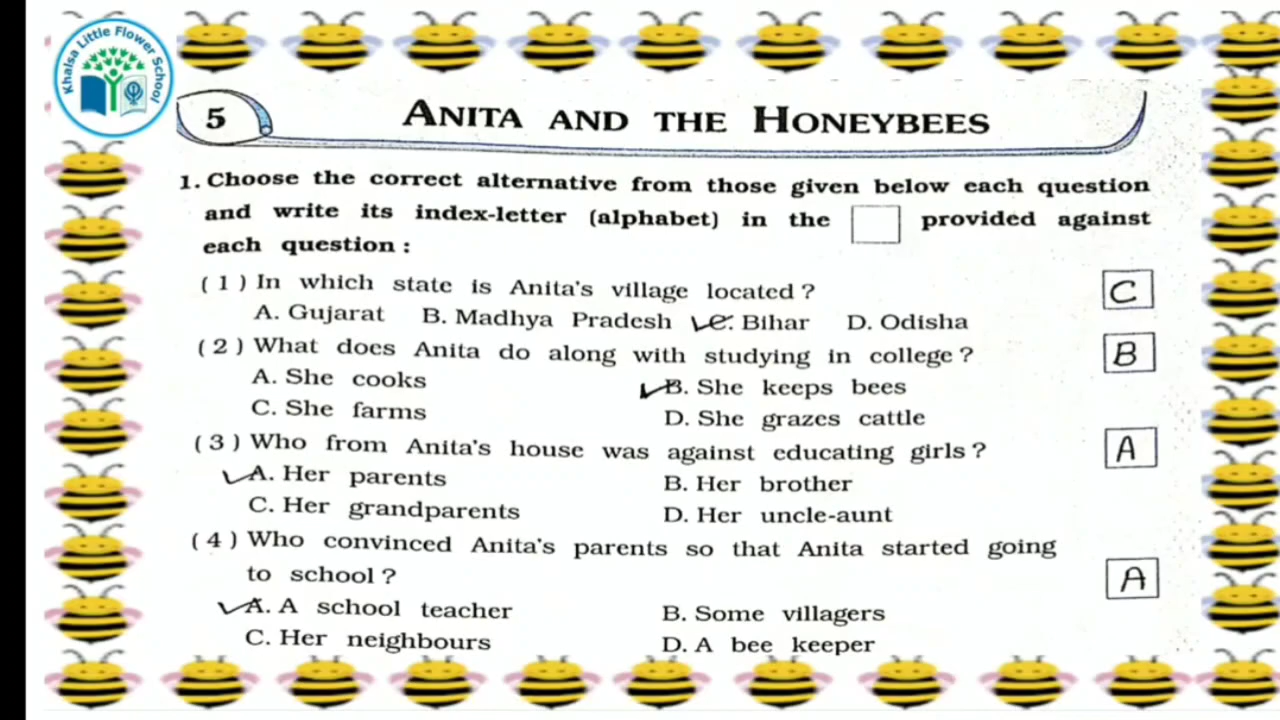 Khalsa Little Flower School
5
ANITA AND THE HONEYBEES
1. Choose the correct alternative from those given below each question
and write its index-letter (alphabet) in the provided against
each question :
( 1 ) In which state is Anita's village located ?
C
A. Gujarat B. Madhya Pradesh C. Bihar D. Odisha
( 2 ) What does Anita do along with studying in college ?
B
A. She cooks B. She keeps bees
C. She farms D. She grazes cattle
( 3 ) Who from Anita's house was against educating girls ?
A
A. Her parents B. Her brother
C. Her grandparents D. Her uncle-aunt
( 4 ) Who convinced Anita's parents so that Anita started going
to school ?
A
A. A school teacher B. Some villagers
C. Her neighbours D. A bee keeper